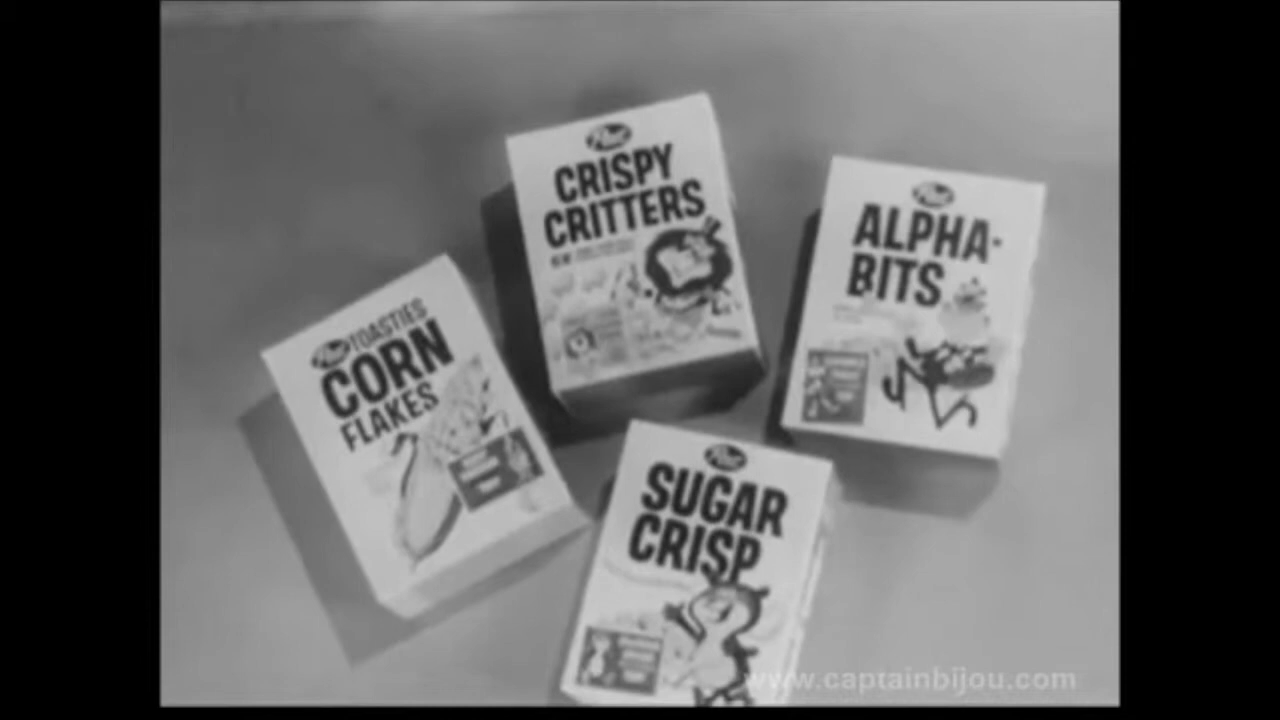 Post
TOASTIES
CORN
FLAKES
Post
CRISPY
CRITTERS
Post
ALPHA-
BITS
Post
SUGAR
CRISP
www.captainbijou.com